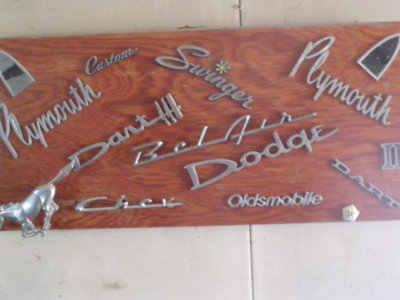 Custom
Swinger
Plymouth
Plymouth
Dart
Bel Air
Dodge
DART
Chev
Oldsmobile